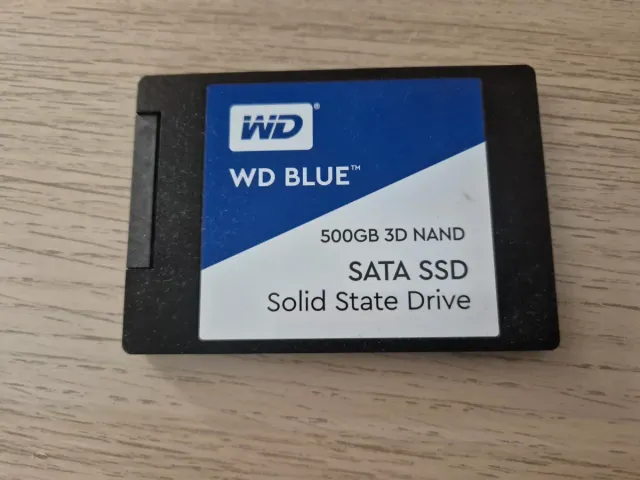 WD®
WD BLUE™
500GB 3D NAND
SATA SSD
Solid State Drive